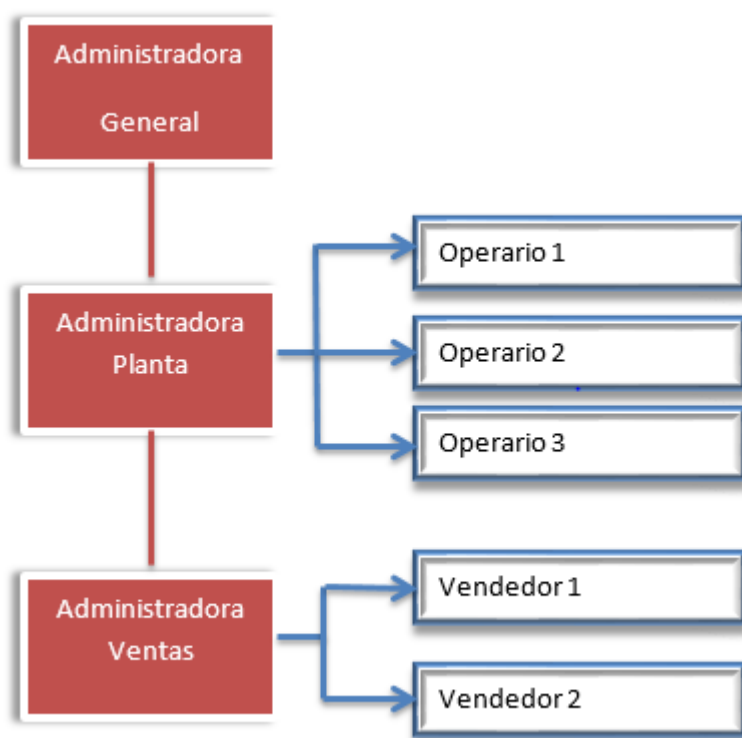 Administradora
General
Administradora
Planta
Operario 1
Operario 2
Operario 3
Administradora
Ventas
Vendedor 1
Vendedor 2